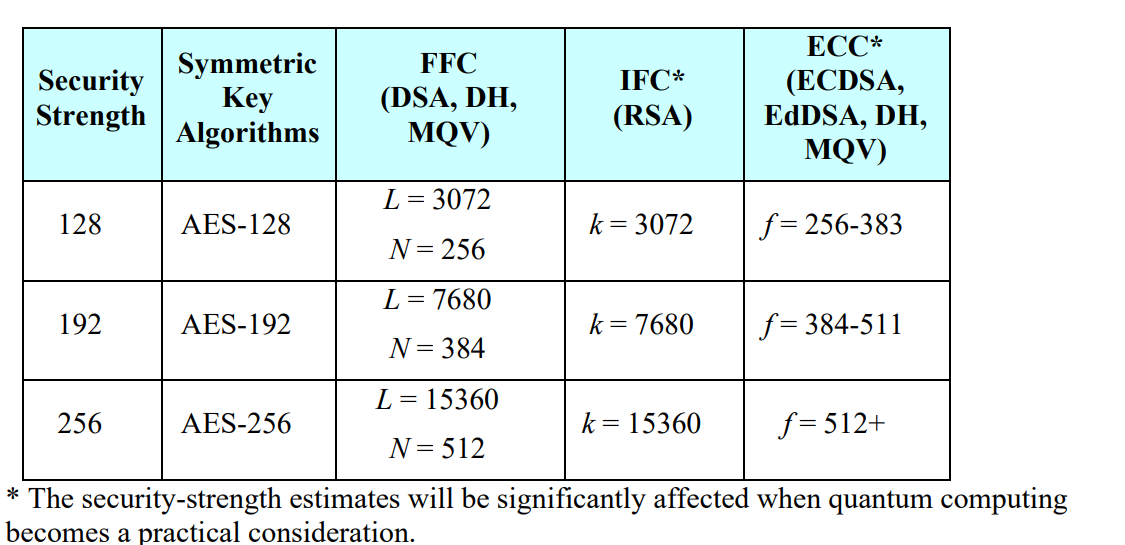 Security Strength
Symmetric Key Algorithms
FFC (DSA, DH, MQV)
IFC* (RSA)
ECC* (ECDSA, EdDSA, DH, MQV)
128
AES-128
L = 3072
N = 256
k = 3072
f = 256-383
192
AES-192
L = 7680
N = 384
k = 7680
f = 384-511
256
AES-256
L = 15360
N = 512
k = 15360
f = 512+
* The security-strength estimates will be significantly affected when quantum computing
becomes a practical consideration.